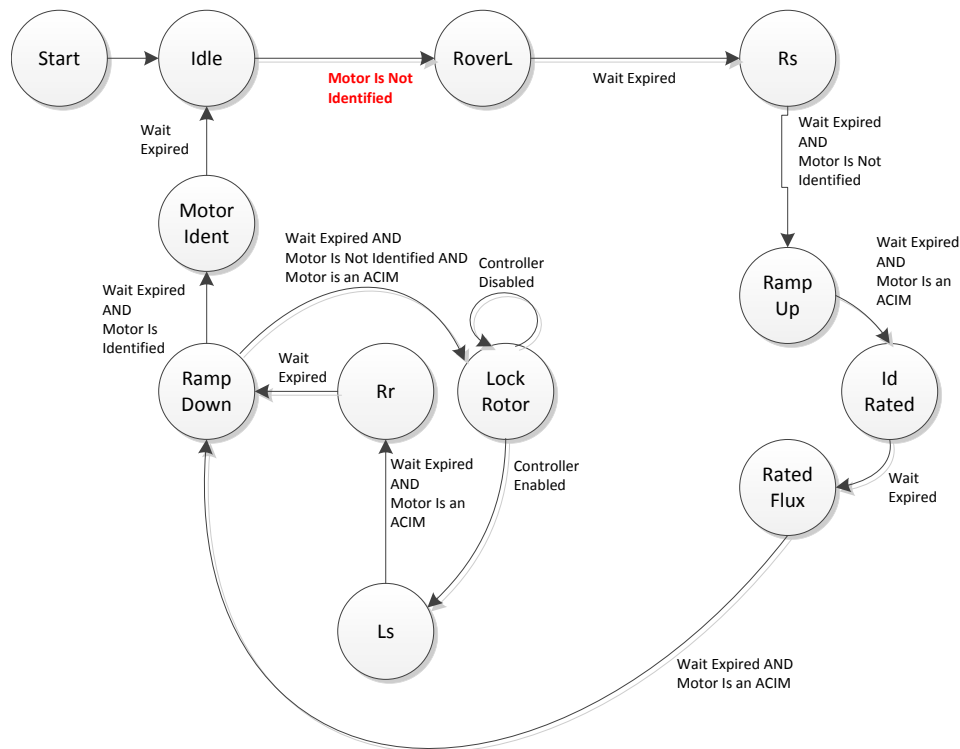 Start
Idle
RoverL
Rs
Motor Is Not
Identified
Wait Expired
Wait Expired
AND
Motor Is Not
Identified
Wait
Expired
Motor
Ident
Wait Expired AND
Motor Is Not Identified AND
Motor is an ACIM
Controller
Disabled
Ramp
Up
Wait Expired
AND
Motor Is an
ACIM
Wait Expired
AND
Motor Is
Identified
Ramp
Down
Wait
Expired
Rr
Lock
Rotor
Id
Rated
Wait Expired
AND
Motor Is an
ACIM
Controller
Enabled
Rated
Flux
Wait
Expired
Ls
Wait Expired AND
Motor Is an ACIM